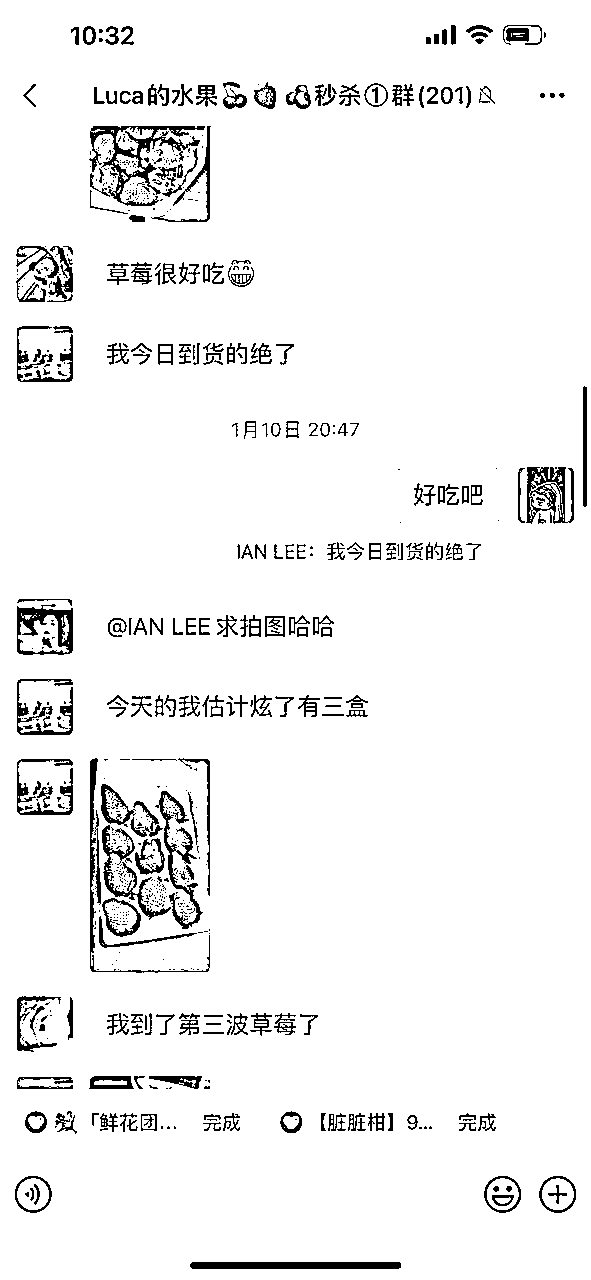 10:32
Luca的水果🍒🍓🍐秒杀①群(201)
草莓很好吃😁
我今日到货的绝了
1月10日 20:47
好吃吧
IAN LEE：我今日到货的绝了
@IAN LEE 求拍图哈哈
今天的我估计炫了有三盒
我到了第三波草莓了
「鲜花团... 完成 【脏脏柑】9... 完成